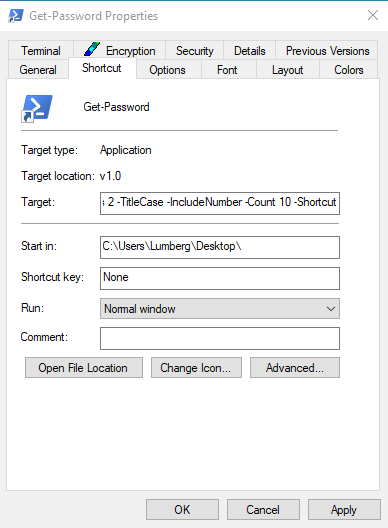 Get-Password Properties
Terminal Encryption Security Details Previous Versions
General Shortcut Options Font Layout Colors
Get-Password
Target type: Application
Target location: v1.0
Target: 2 -TitleCase -IncludeNumber -Count 10 -Shortcut
Start in: C:\Users\Lumberg\Desktop\
Shortcut key: None
Run: Normal window
Comment:
Open File Location Change Icon... Advanced...
OK Cancel Apply